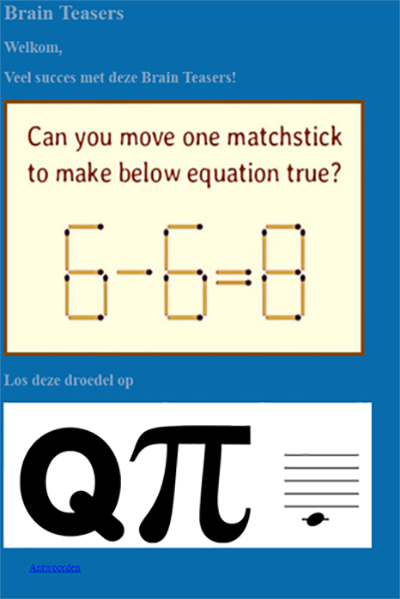 Brain Teasers
Welkom,
Veel succes met deze Brain Teasers!
Can you move one matchstick
to make below equation true?
6-6=8
Los deze droedel op
Qπ
Antwoorden